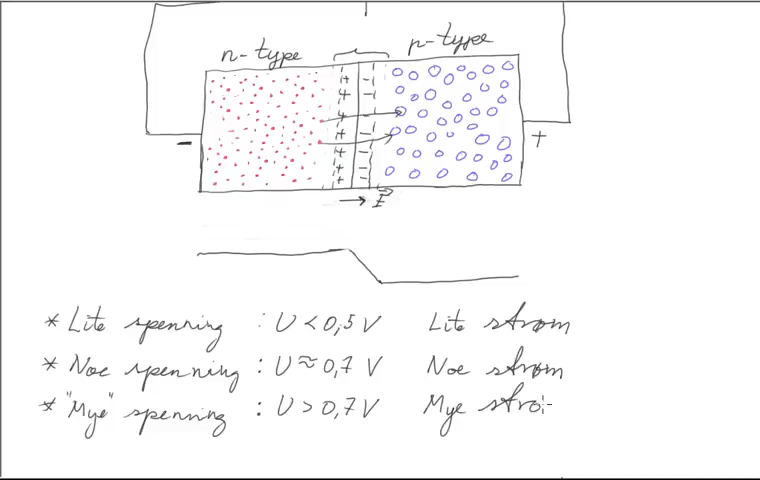 n-type p-type
- +
E
* Lite spenning : U < 0,5 V Lite strøm
* Noe spenning : U ≈ 0,7 V Noe strøm
* "Mye" spenning : U > 0,7 V Mye strø